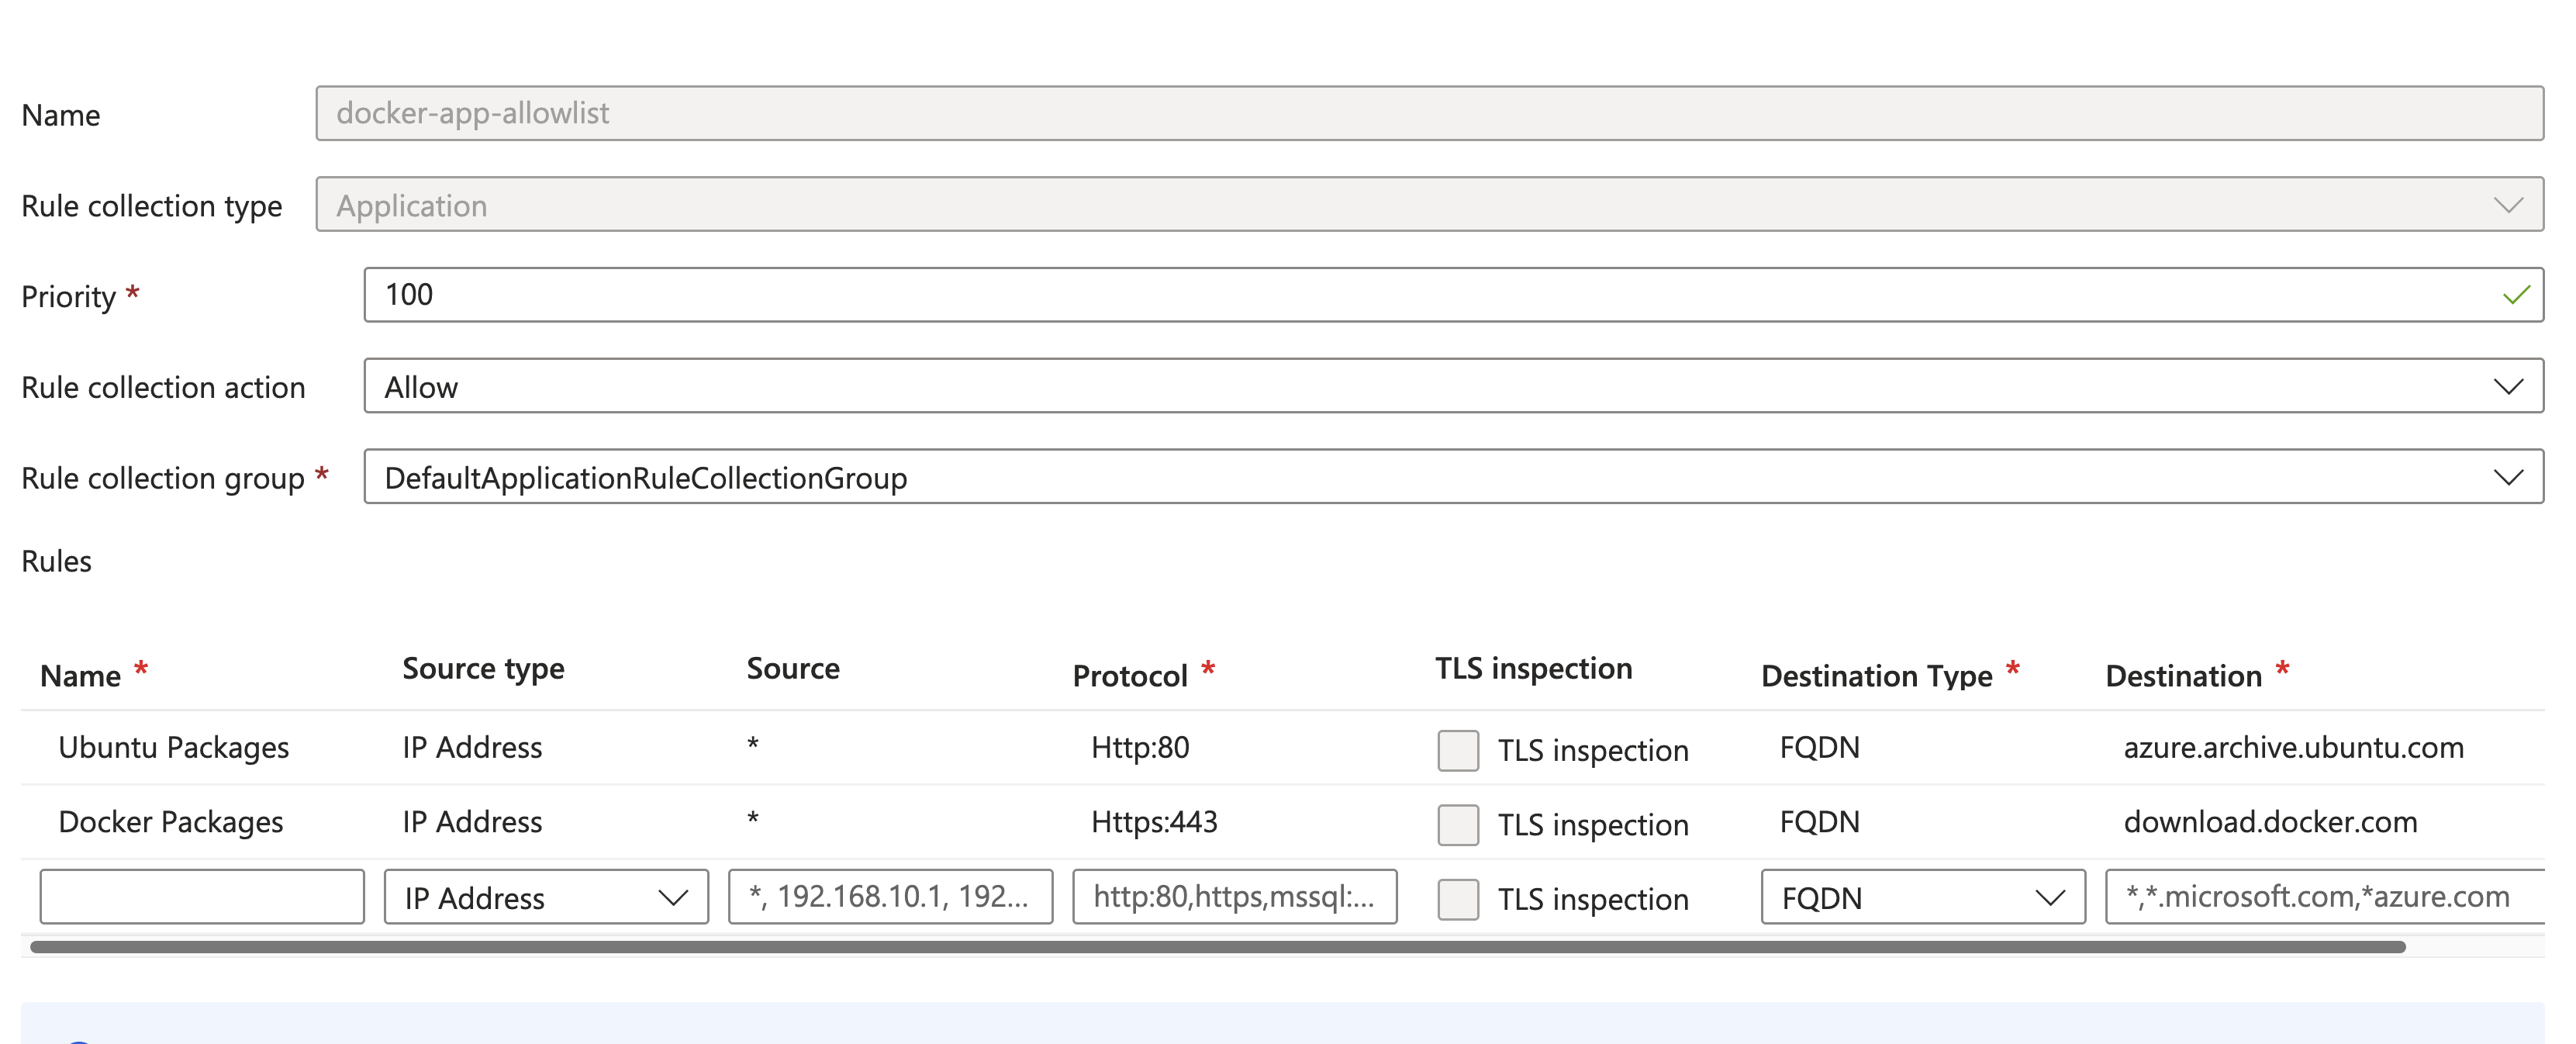 Name docker-app-allowlist
Rule collection type Application
Priority * 100
Rule collection action Allow
Rule collection group * DefaultApplicationRuleCollectionGroup
Rules
Name * Source type Source Protocol * TLS inspection Destination Type * Destination *
Ubuntu Packages IP Address * Http:80 TLS inspection FQDN azure.archive.ubuntu.com
Docker Packages IP Address * Https:443 TLS inspection FQDN download.docker.com
IP Address *, 192.168.10.1, 192... http:80,https,mssql:... TLS inspection FQDN *,*.microsoft.com,*azure.com